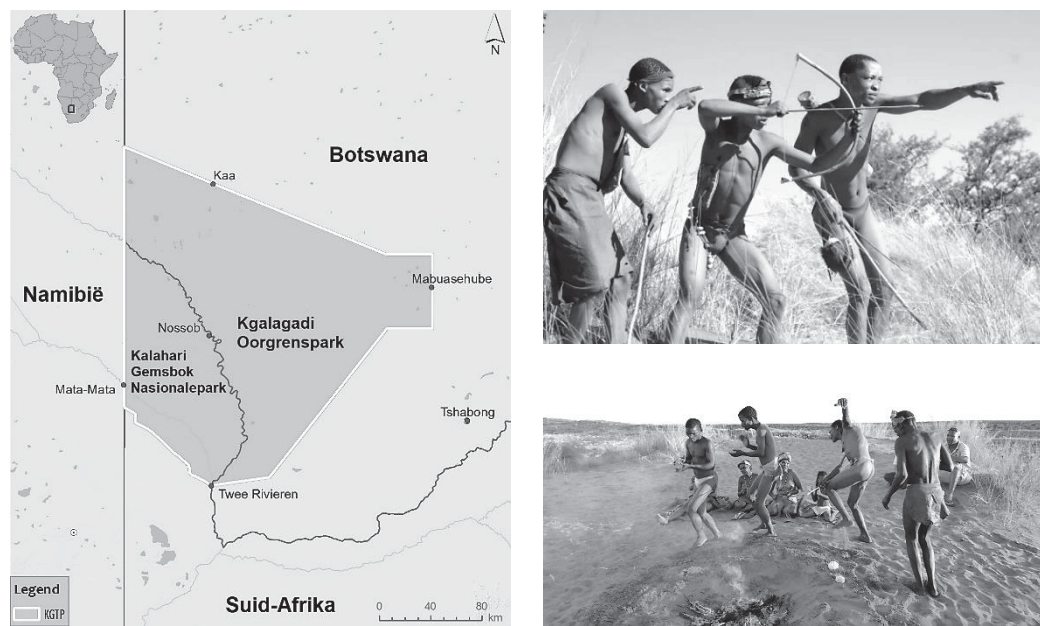 N
Botswana
Kaa
Mabuasehube
Namibië
Nossob
Kgalagadi
Oorgrenspark
Kalahari
Gemsbok
Nasionalepark
Mata-Mata
Tshabong
Twee Rivieren
Legend
KGTP
Suid-Afrika
0 40 80
km